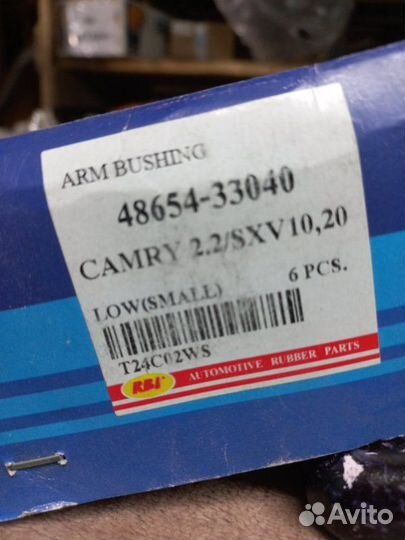 ARM BUSHING
48654-33040
CAMRY 2.2/SXV10,20
LOW(SMALL) 6 PCS.
T24C02WS
RBI AUTOMOTIVE RUBBER PARTS
Avito